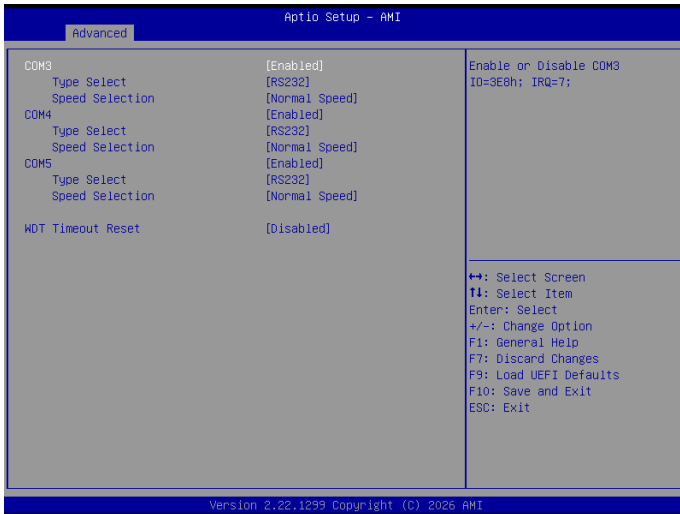 Aptio Setup – AMI
Advanced
COM3 [Enabled]
Type Select [RS232]
Speed Selection [Normal Speed]
COM4 [Enabled]
Type Select [RS232]
Speed Selection [Normal Speed]
COM5 [Enabled]
Type Select [RS232]
Speed Selection [Normal Speed]
WDT Timeout Reset [Disabled]
Enable or Disable COM3
IO=3E8h; IRQ=7;
↔: Select Screen
↑↓: Select Item
Enter: Select
+/-: Change Option
F1: General Help
F7: Discard Changes
F9: Load UEFI Defaults
F10: Save and Exit
ESC: Exit
Version 2.22.1299 Copyright (C) 2026 AMI